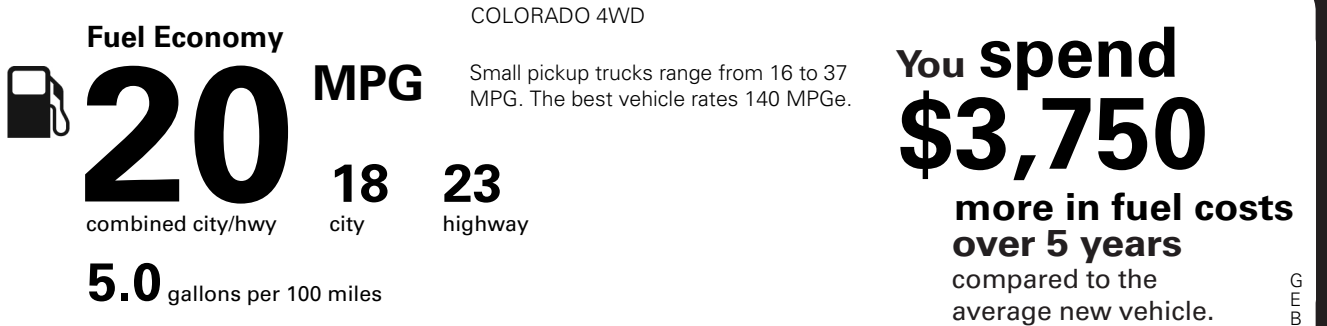 COLORADO 4WD
Fuel Economy
20 MPG
Small pickup trucks range from 16 to 37
MPG. The best vehicle rates 140 MPGe.
18
23
combined city/hwy
city
highway
5.0 gallons per 100 miles
You spend
$3,750
more in fuel costs
over 5 years
compared to the
average new vehicle.
G
E
B